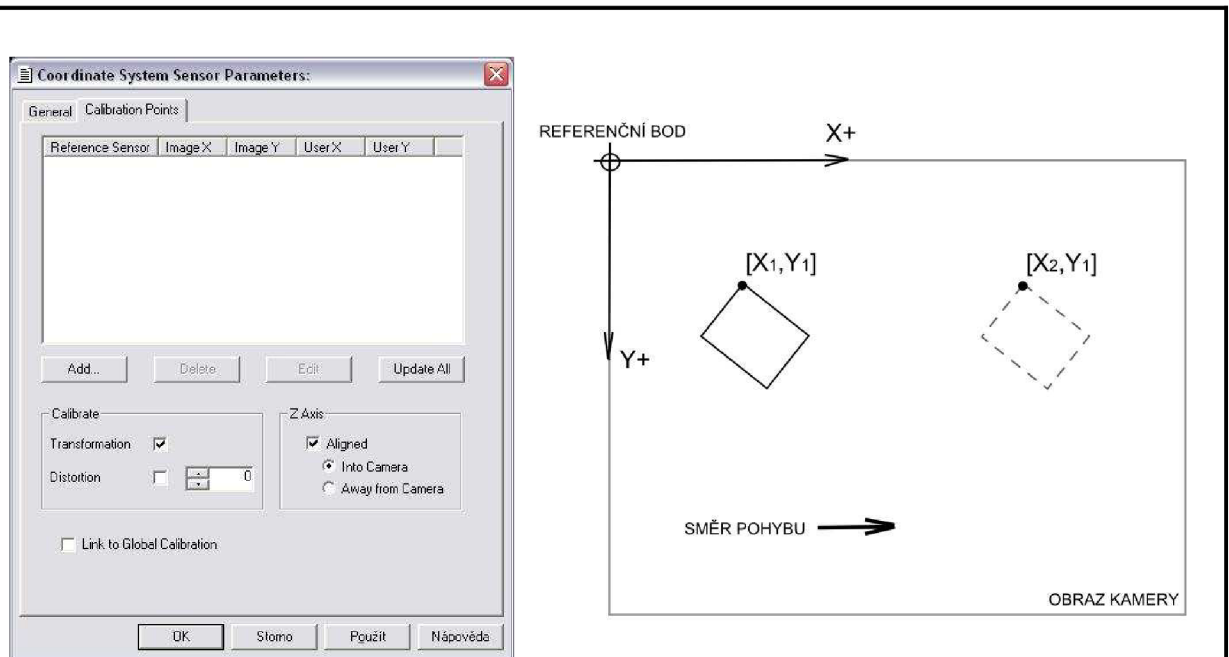 Coordinate System Sensor Parameters:
General Calibration Points
Reference Sensor Image X Image Y User X User Y
Add... Delete Edit Update All
Calibrate
Transformation
Distortion 0
Z Axis
Aligned
Into Camera
Away from Camera
Link to Global Calibration
OK Storno Použít Nápověda
REFERENČNÍ BOD
X+
[X1,Y1]
[X2,Y1]
Y+
SMĚR POHYBU
OBRAZ KAMERY